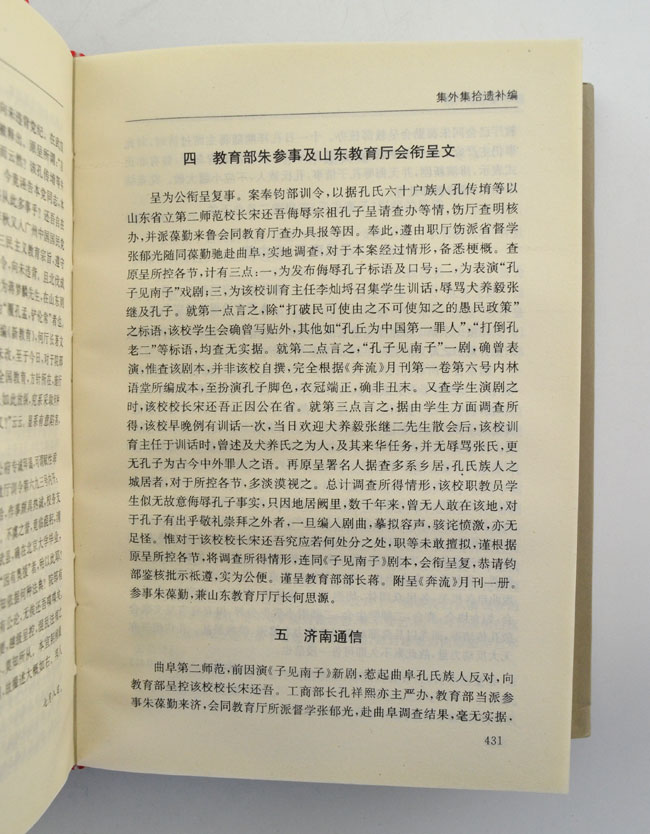 集外集拾遗补编
四 教育部朱参事及山东教育厅会衔呈文
呈为公衔呈复事。案奉钧部训令，以据孔氏六十户族人孔传堉等以
山东省立第二师范校长宋还吾侮辱宗祖孔子呈请查办等情，饬厅查明核
办，并派葆勤来鲁会同教育厅查办具报等因。奉此，遵由职厅饬派省督学
张郁光随同葆勤驰赴曲阜，实地调查，对于本案经过情形，备悉梗概。查
原呈所控各节，计有三点：一，为发布侮辱孔子标语及口号；二，为表演“孔
子见南子”戏剧；三，为该校训育主任李灿埒召集学生训话，辱骂犬养毅张
继及孔子。就第一点言之，除“打破民可使由之不可使知之的愚民政策”
之标语，该校学生会确曾写贴外，其他如“孔丘为中国第一罪人”，“打倒孔
老二”等标语，均查无实据。就第二点言之，“孔子见南子”一剧，确曾表
演，惟查该剧本，并非该校自撰，完全根据《奔流》月刊第一卷第六号内林
语堂所编成本，至扮演孔子脚色，衣冠端正，确非丑末。又查学生演剧之
时，该校校长宋还吾正因公在省。就第三点言之，据由学生方面调查所
得，该校早晚例有训话一次，当日欢迎犬养毅张继二先生散会后，该校训
育主任于训话时，曾述及犬养氏之为人，及其来华任务，并无辱骂张氏，更
无孔子为古今中外罪人之语。再原呈署名人据查多系乡居，孔氏族人之
城居者，对于所控各节，多淡漠视之。总计调查所得情形，该校职教员学
生似无故意侮辱孔子事实，只因地居阙里，数千年来，曾无人敢在该地，对
于孔子有出乎敬礼崇拜之外者，一旦编入剧曲，摹拟容声，骇诧愤激，亦无
足怪。惟对于该校校长宋还吾究应若何处分之处，职等未敢擅拟，谨根据
原呈所控各节，将调查所得情形，连同《子见南子》剧本，会衔呈复，恭请钧
部鉴核批示祗遵，实为公便。谨呈教育部部长蒋。附呈《奔流》月刊一册。
参事朱葆勤，兼山东教育厅厅长何思源。
五 济南通信
曲阜第二师范，前因演《子见南子》新剧，惹起曲阜孔氏族人反对，向
教育部呈控该校校长宋还吾。工商部长孔祥熙亦主严办，教育部当派参
事朱葆勤来济，会同教育厅所派督学张郁光，赴曲阜调查结果，毫无实据，
431